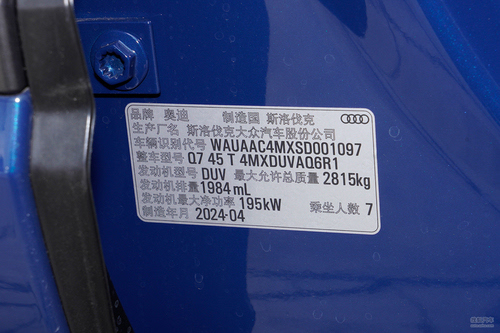 品牌 奥迪 制造国 斯洛伐克
生产厂名 斯洛伐克大众汽车股份公司
车辆识别代号 WAUAAC4MXSD001097
整车型号 Q7 45 T 4MXDUVAQ6R1
发动机型号 DUV 最大允许总质量 2815kg
发动机排量 1984 mL
发动机最大净功率 195kW 乘坐人数 7
制造年月 2024-04